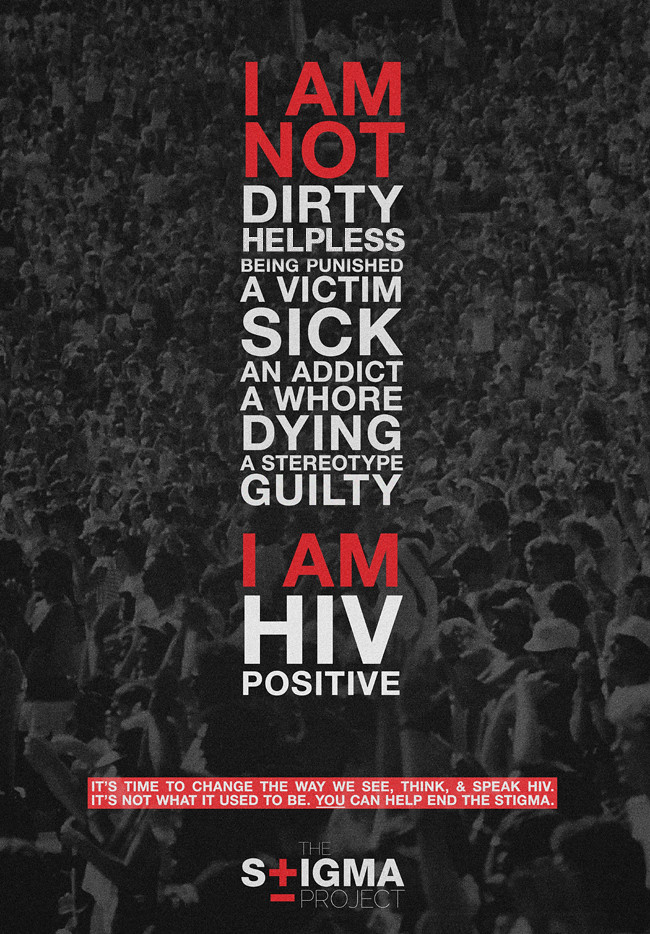 I AM
NOT
DIRTY
HELPLESS
BEING PUNISHED
A VICTIM
SICK
AN ADDICT
A WHORE
DYING
A STEREOTYPE
GUILTY
I AM
HIV
POSITIVE
IT'S TIME TO CHANGE THE WAY WE SEE, THINK, & SPEAK HIV.
IT'S NOT WHAT IT USED TO BE. YOU CAN HELP END THE STIGMA.
THE
S±IGMA
PROJECT